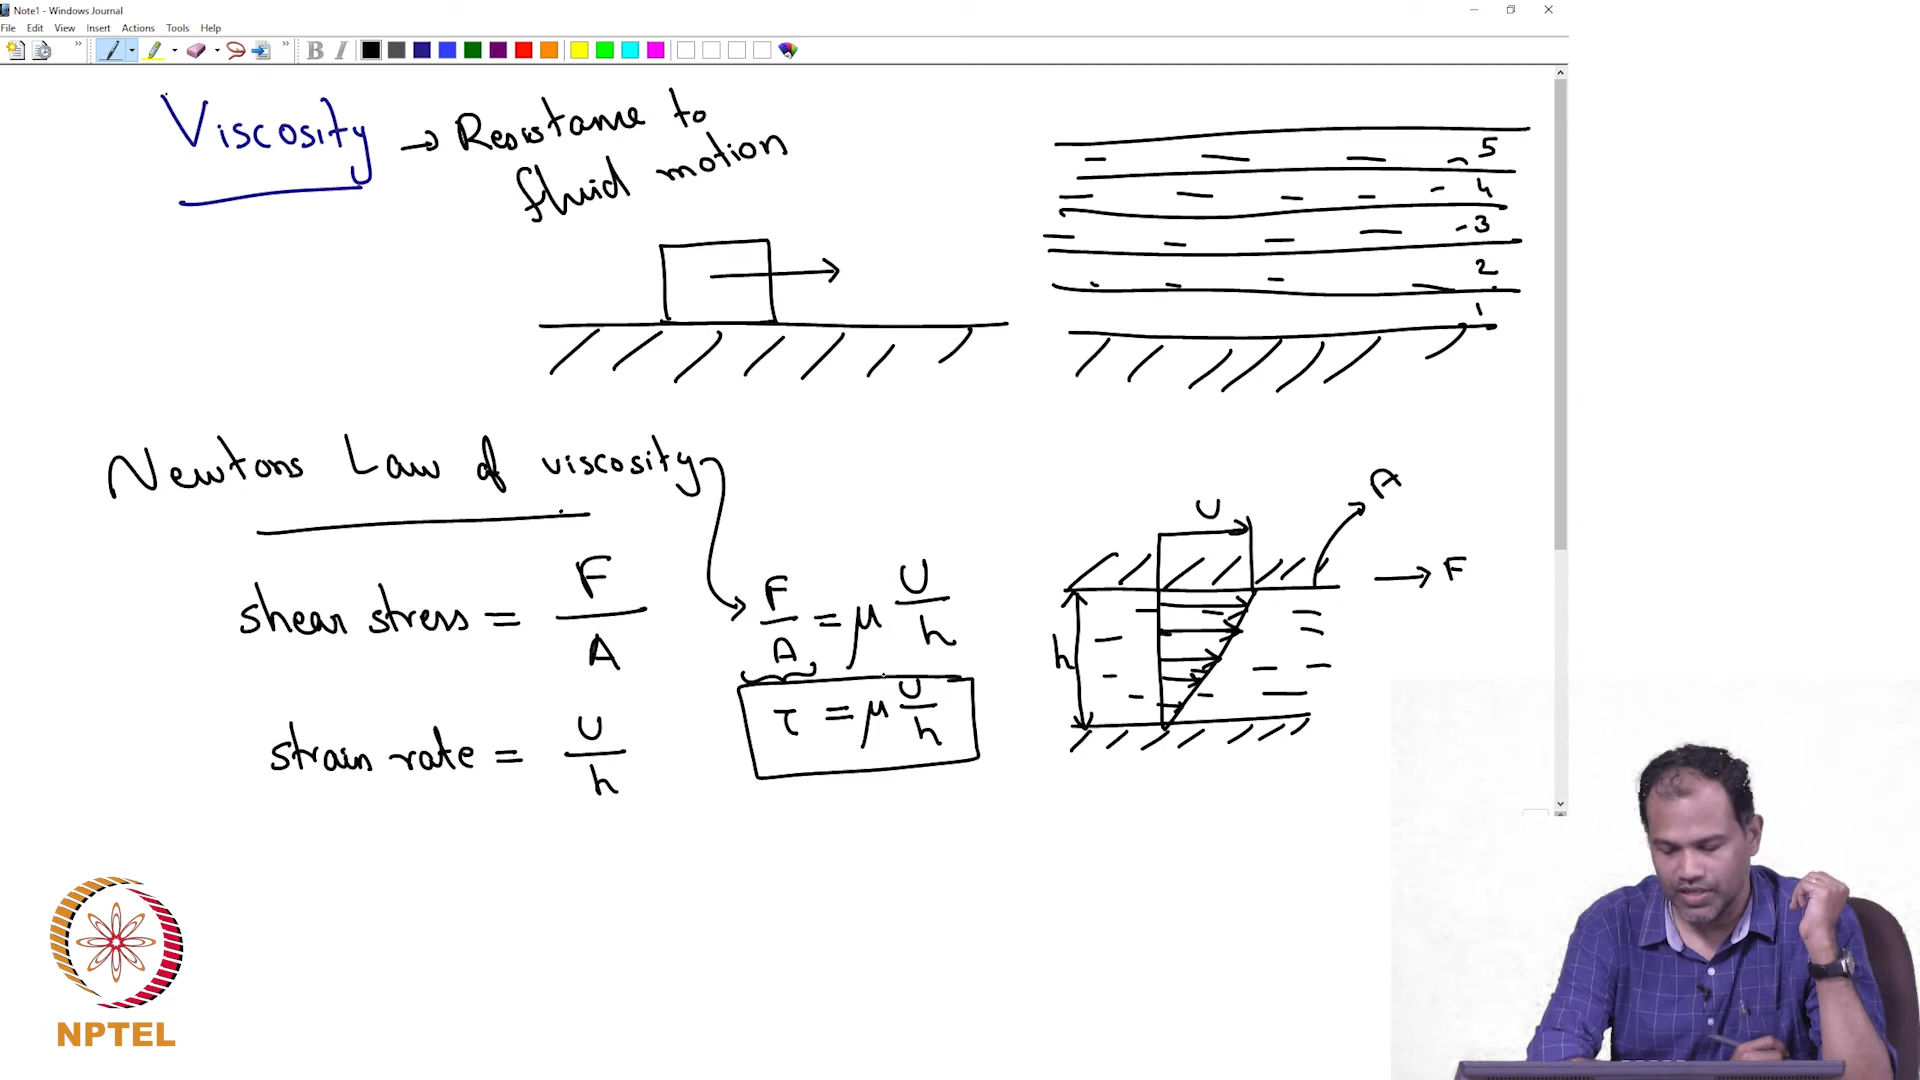 Note1 - Windows Journal
File Edit View Insert Actions Tools Help
B I
Viscosity → Resistance to
fluid motion
5
4
3
2
1
Newtons Law of viscosity
shear stress = F/A
F/A = μ U/h
τ = μ U/h
strain rate = U/h
U
A
F
h
NPTEL